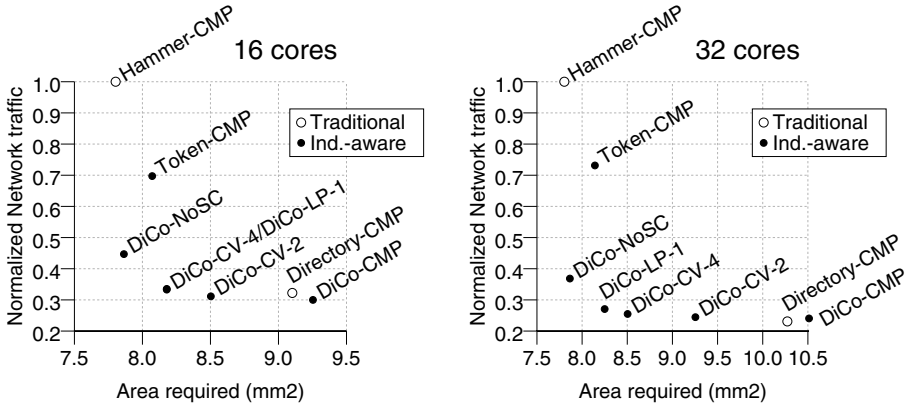 16 cores
Hammer-CMP
Traditional
Ind.-aware
Token-CMP
DiCo-NoSC
DiCo-CV-4/DiCo-LP-1
DiCo-CV-2
Directory-CMP
DiCo-CMP
Normalized Network traffic
1.0
0.9
0.8
0.7
0.6
0.5
0.4
0.3
0.2
7.5 8.0 8.5 9.0 9.5
Area required (mm2)
32 cores
Hammer-CMP
Traditional
Ind.-aware
Token-CMP
DiCo-NoSC
DiCo-LP-1
DiCo-CV-4
DiCo-CV-2
Directory-CMP
DiCo-CMP
Normalized Network traffic
1.0
0.9
0.8
0.7
0.6
0.5
0.4
0.3
0.2
7.5 8.0 8.5 9.0 9.5 10.0 10.5
Area required (mm2)